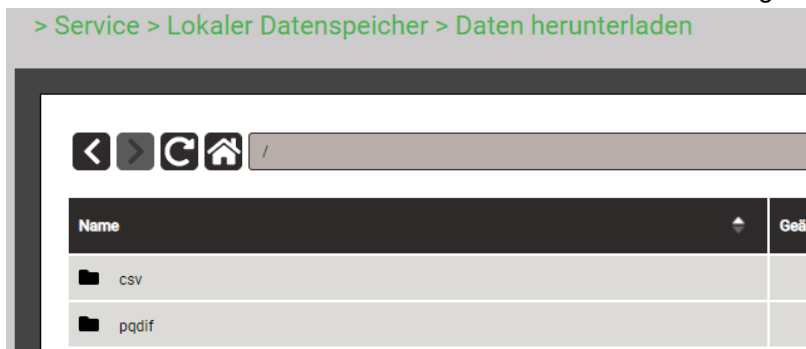 > Service > Lokaler Datenspeicher > Daten herunterladen
/
Name
csv
pqdif